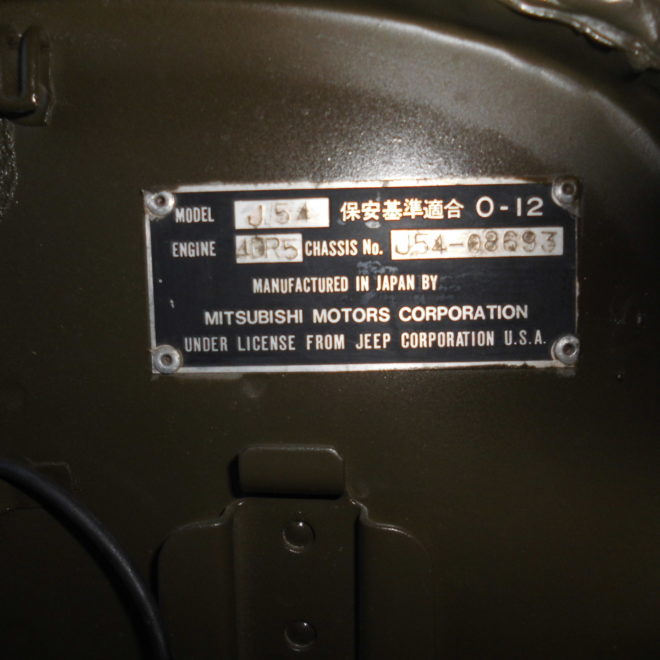 MODEL J54 保安基準適合 0-12
ENGINE 4DR5 CHASSIS No. J54-08693
MANUFACTURED IN JAPAN BY
MITSUBISHI MOTORS CORPORATION
UNDER LICENSE FROM JEEP CORPORATION U.S.A.